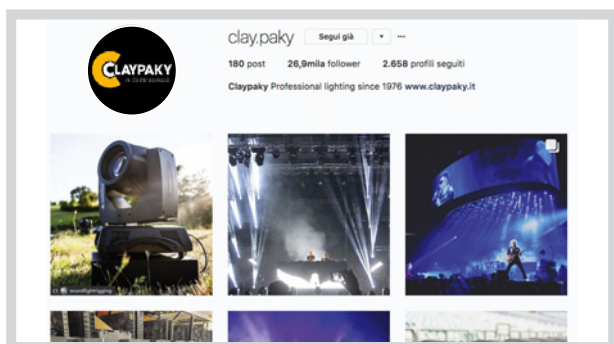 clay.paky Segui già
180 post 26,9mila follower 2.658 profili seguiti
Claypaky Professional lighting since 1976 www.claypaky.it
CLAYPAKY
soundlightrigging